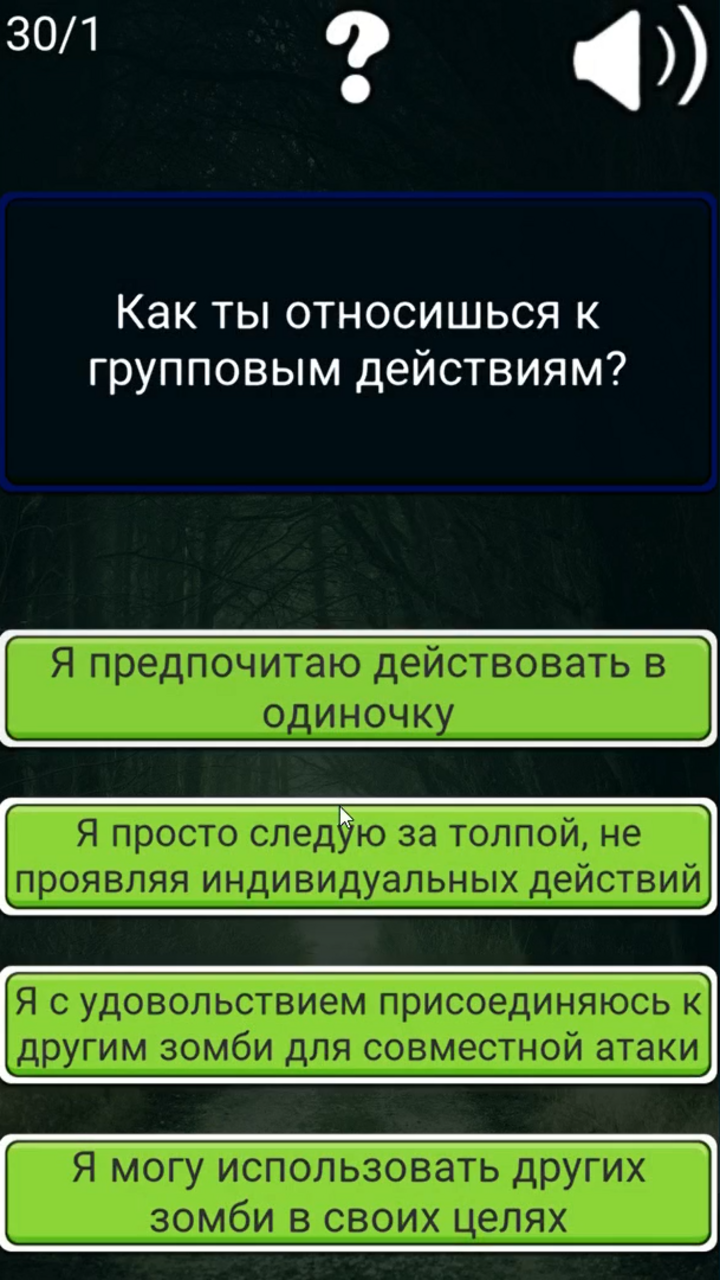 30/1
?
Как ты относишься к
групповым действиям?
Я предпочитаю действовать в
одиночку
Я просто следую за толпой, не
проявляя индивидуальных действий
Я с удовольствием присоединяюсь к
другим зомби для совместной атаки
Я могу использовать других
зомби в своих целях